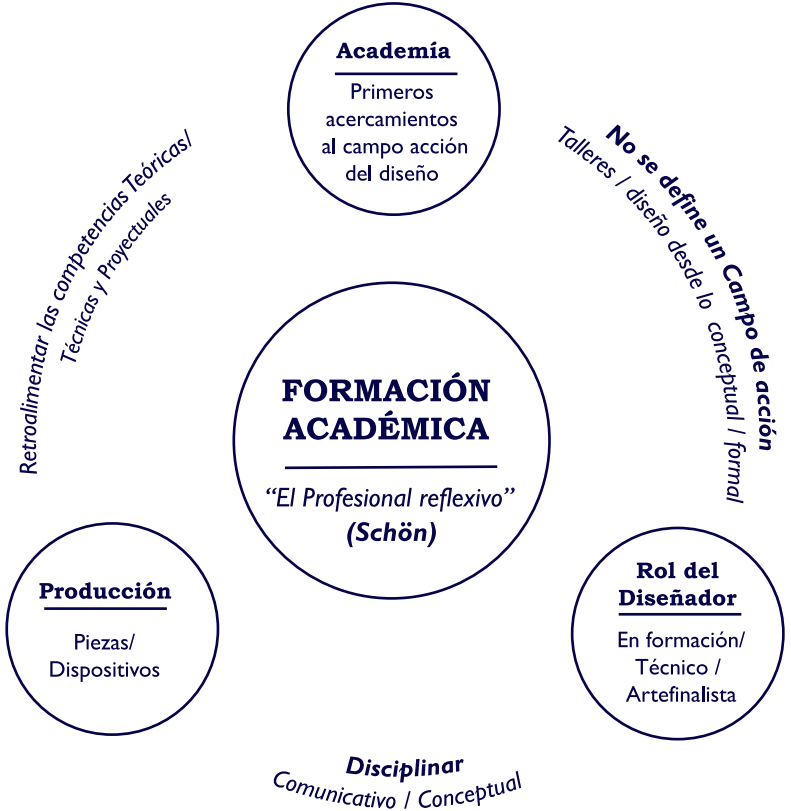 Academía
Primeros
acercamientos
al campo acción
del diseño
No se define un Campo de acción
Talleres / diseño desde lo conceptual / formal
Retroalimentar las competencias Teóricas/
Técnicas y Proyectuales
FORMACIÓN
ACADÉMICA
“El Profesional reflexivo”
(Schön)
Producción
Piezas/
Dispositivos
Rol del
Diseñador
En formación/
Técnico /
Artefinalista
Disciplinar
Comunicativo / Conceptual